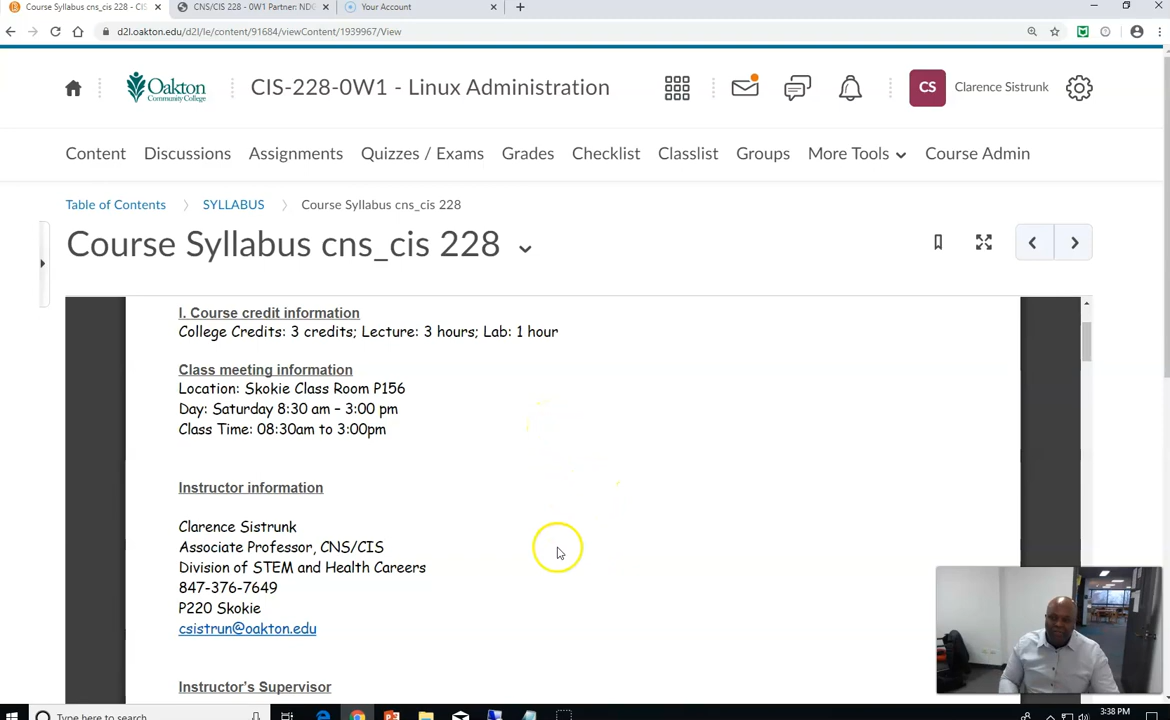 Course Syllabus cns_cis 228 - CIS
CNS/CIS 228 - 0W1 Partner: NDG
Your Account
d2l.oakton.edu/d2l/le/content/91684/viewContent/1939967/View
Oakton
Community College
CIS-228-0W1 - Linux Administration
CS
Clarence Sistrunk
Content
Discussions
Assignments
Quizzes / Exams
Grades
Checklist
Classlist
Groups
More Tools
Course Admin
Table of Contents
SYLLABUS
Course Syllabus cns_cis 228
Course Syllabus cns_cis 228
I. Course credit information
College Credits: 3 credits; Lecture: 3 hours; Lab: 1 hour
Class meeting information
Location: Skokie Class Room P156
Day: Saturday 8:30 am – 3:00 pm
Class Time: 08:30am to 3:00pm
Instructor information
Clarence Sistrunk
Associate Professor, CNS/CIS
Division of STEM and Health Careers
847-376-7649
P220 Skokie
csistrun@oakton.edu
Instructor's Supervisor
Type here to search
3:38 PM